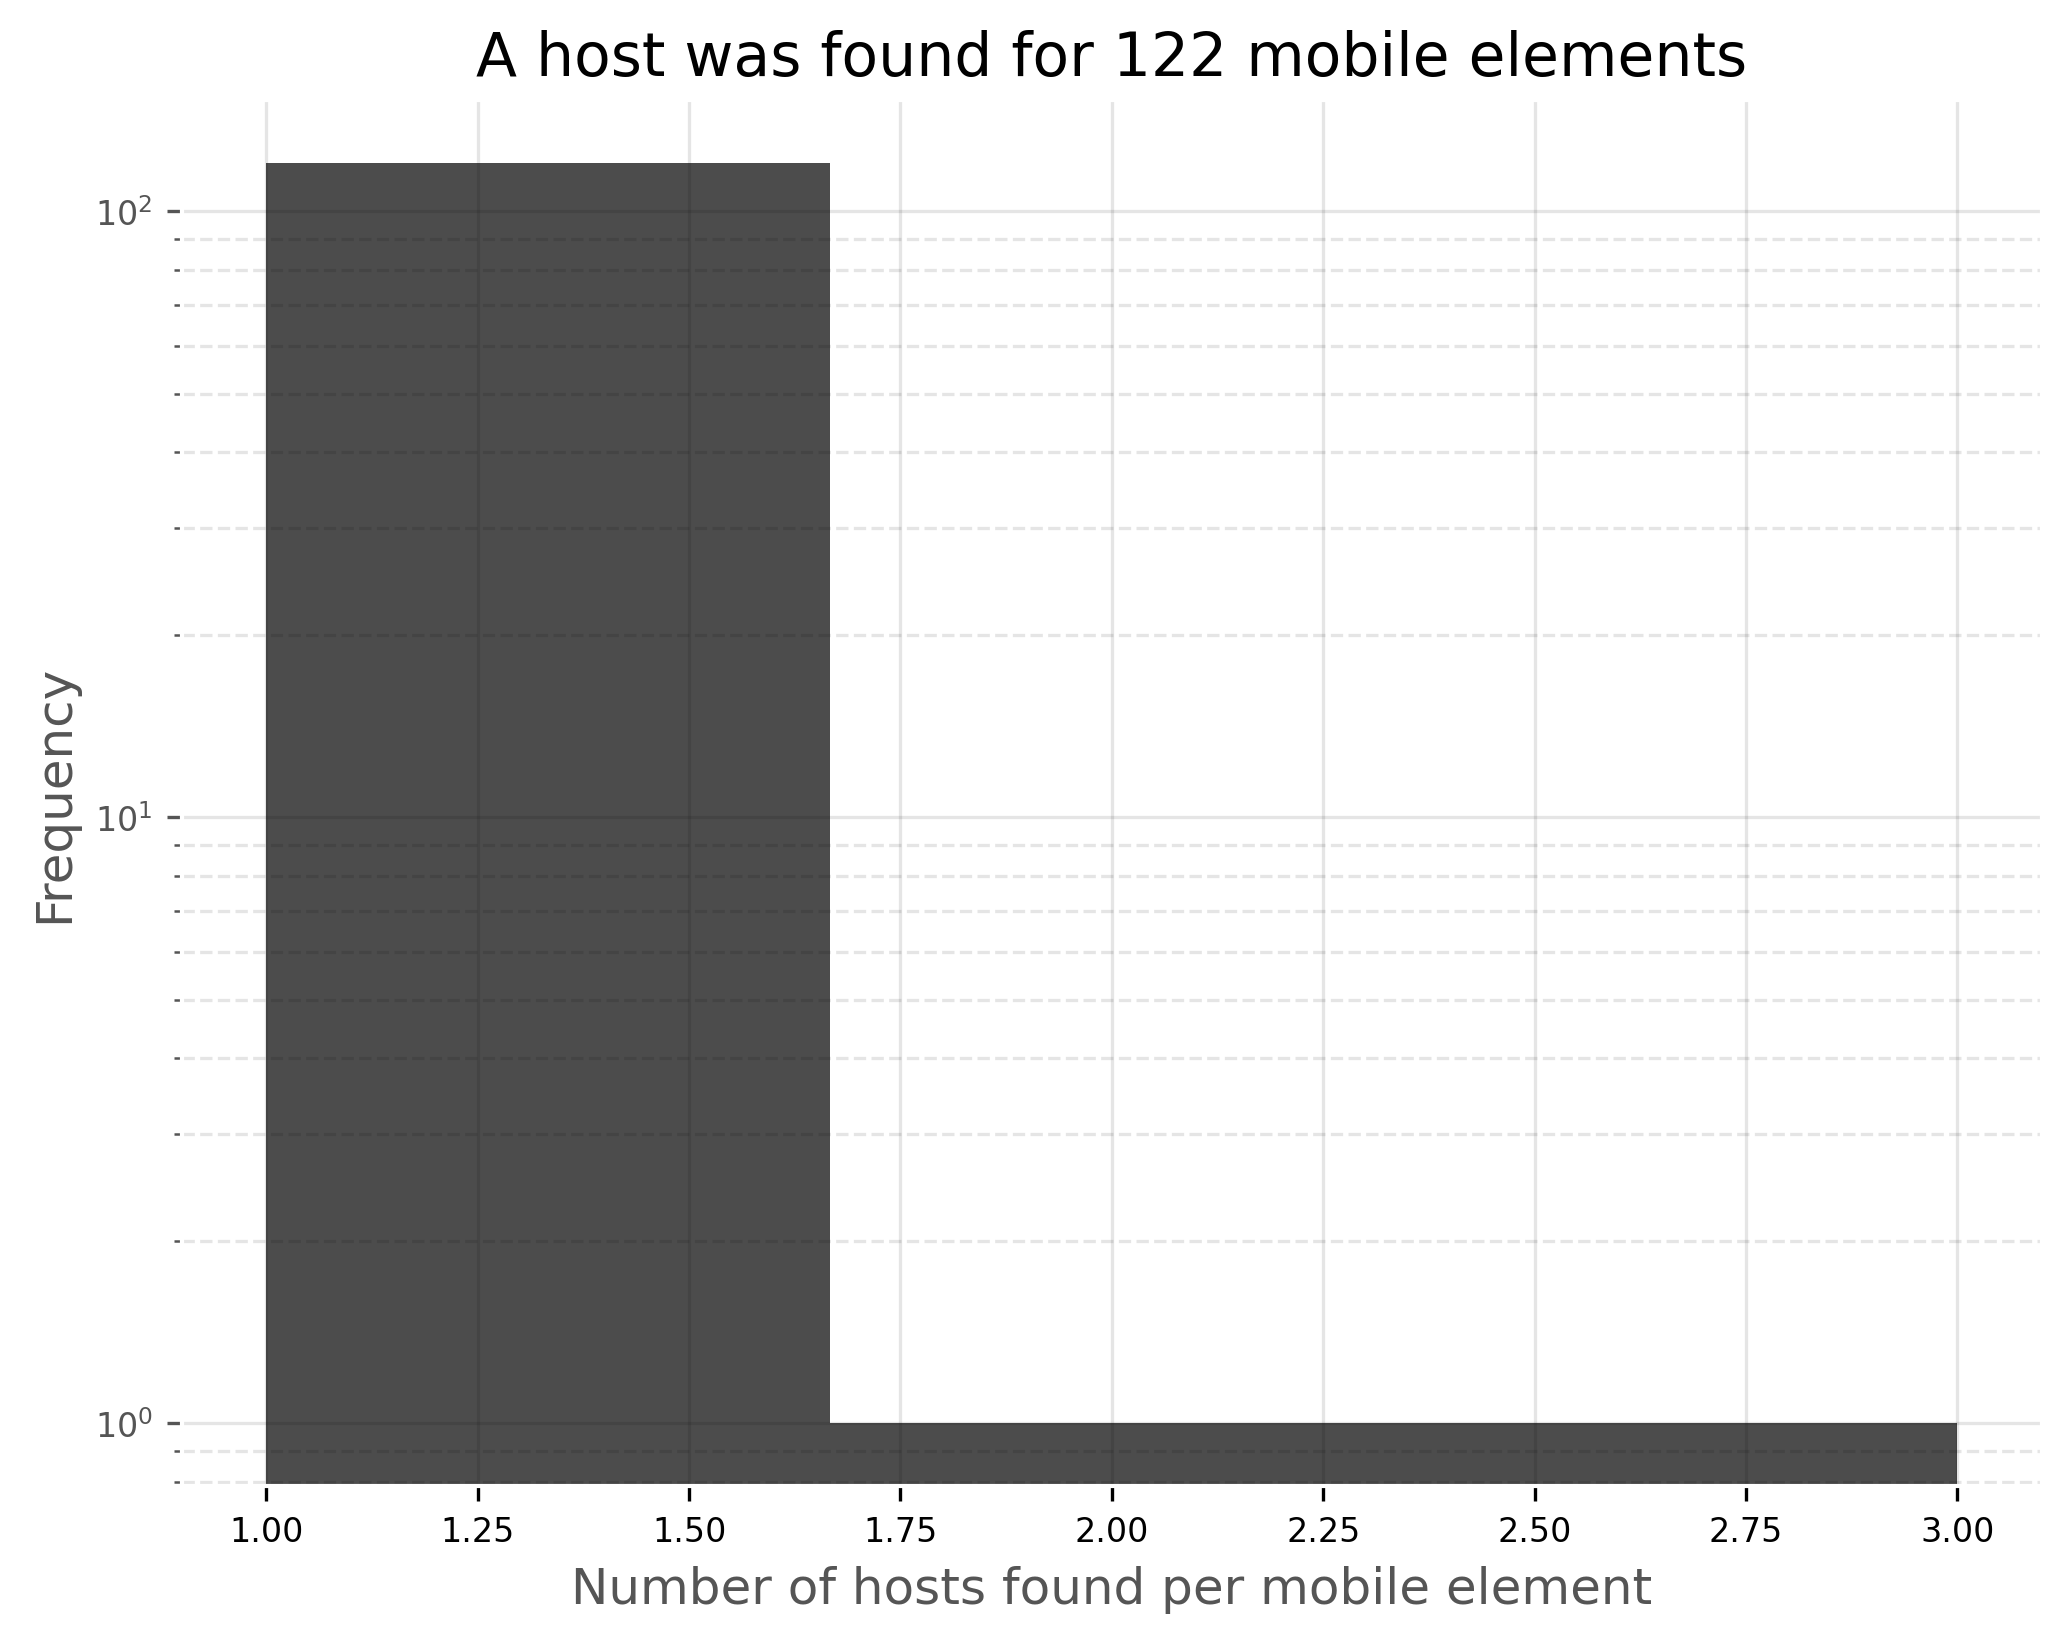 A host was found for 122 mobile elements
10²
10¹
10⁰
Frequency
1.00 1.25 1.50 1.75 2.00 2.25 2.50 2.75 3.00
Number of hosts found per mobile element